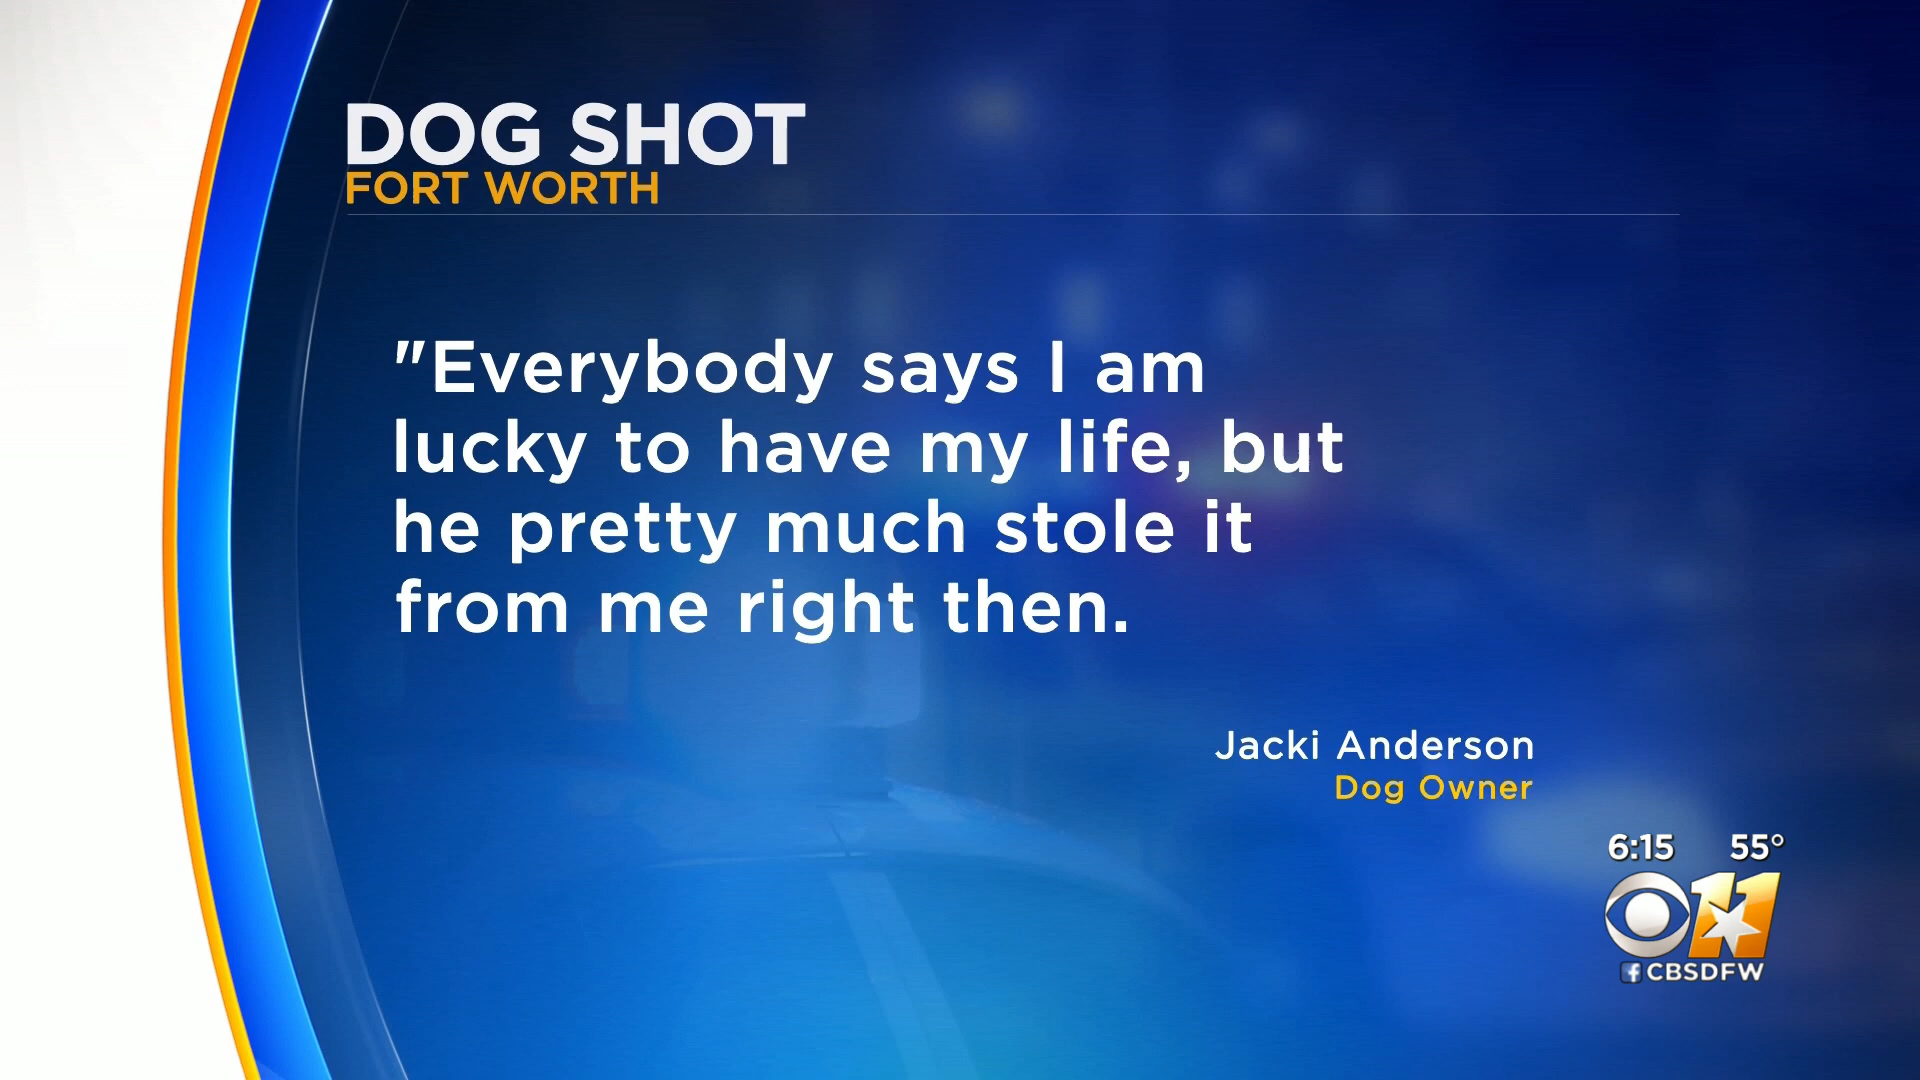 DOG SHOT
FORT WORTH
"Everybody says I am
lucky to have my life, but
he pretty much stole it
from me right then.
Jacki Anderson
Dog Owner
6:15 55°
11
CBSDFW